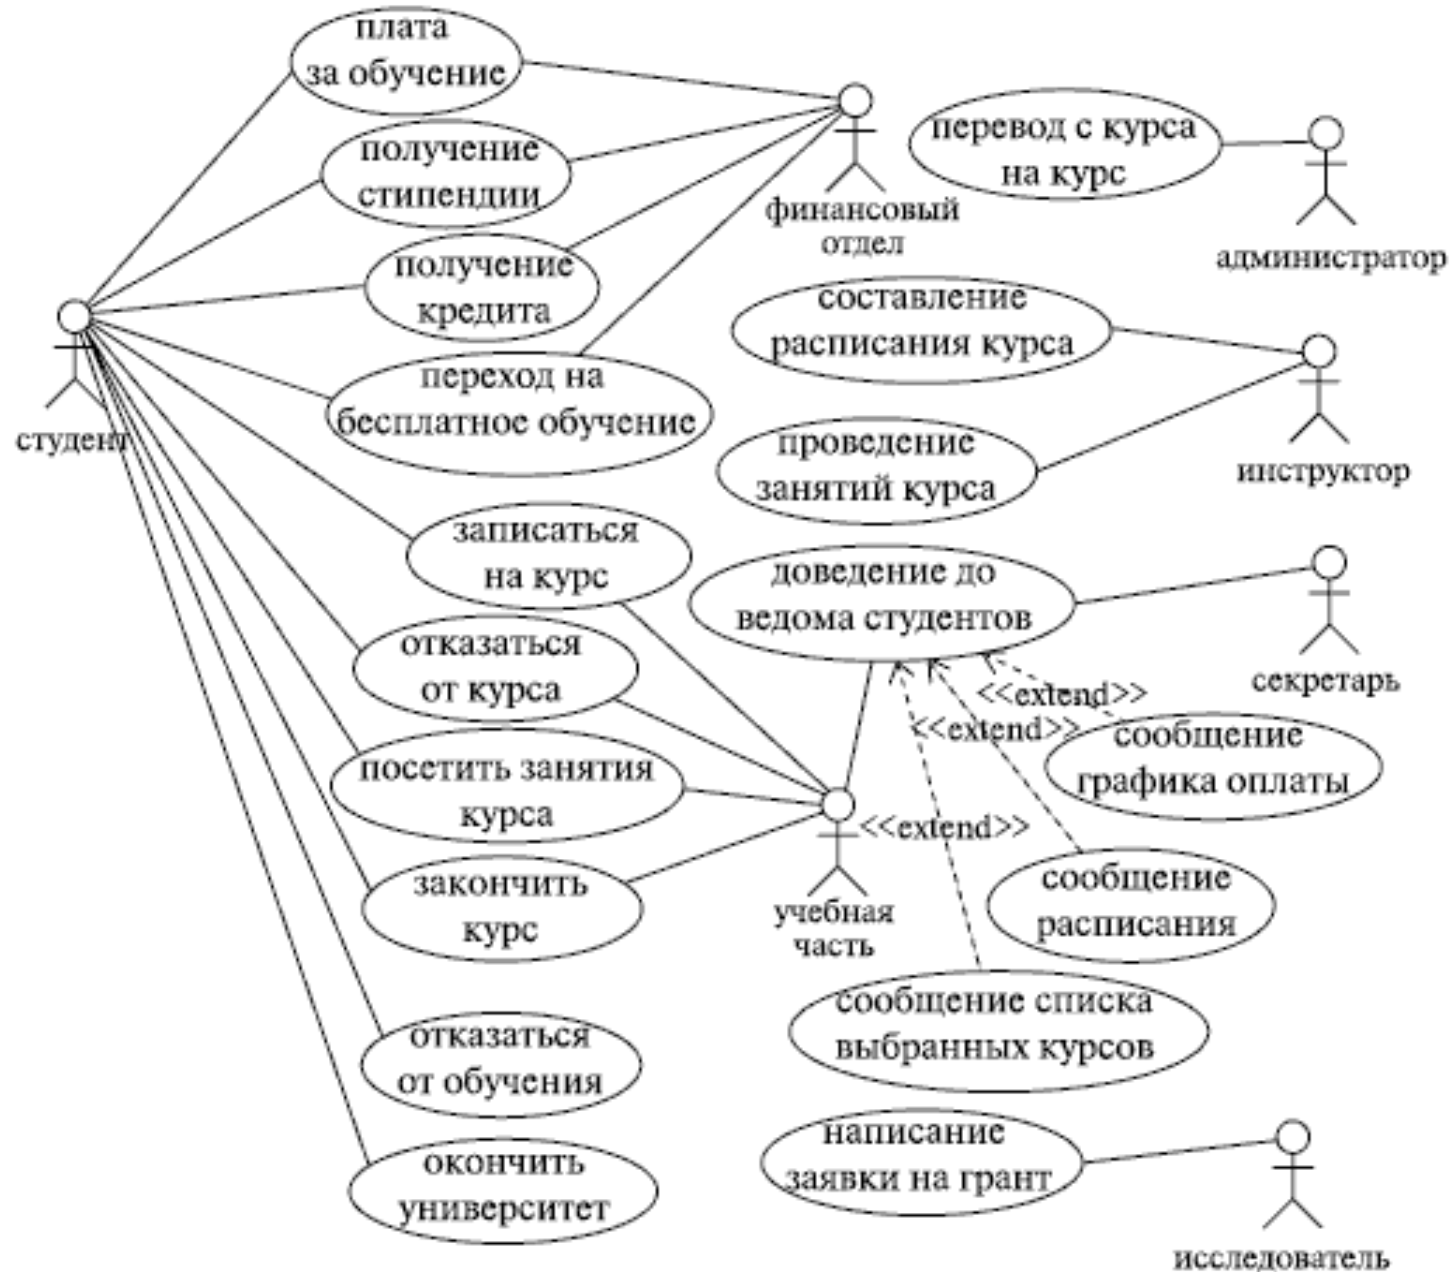 плата
за обучение
получение
стипендии
получение
кредита
переход на
бесплатное обучение
студент
записаться
на курс
отказаться
от курса
посетить занятия
курса
закончить
курс
отказаться
от обучения
окончить
университет
финансовый
отдел
перевод с курса
на курс
администратор
составление
расписания курса
проведение
занятий курса
инструктор
доведение до
ведома студентов
секретарь
<<extend>>
<<extend>>
<<extend>>
сообщение
графика оплаты
учебная
часть
сообщение
расписания
сообщение списка
выбранных курсов
написание
заявки на грант
исследователь